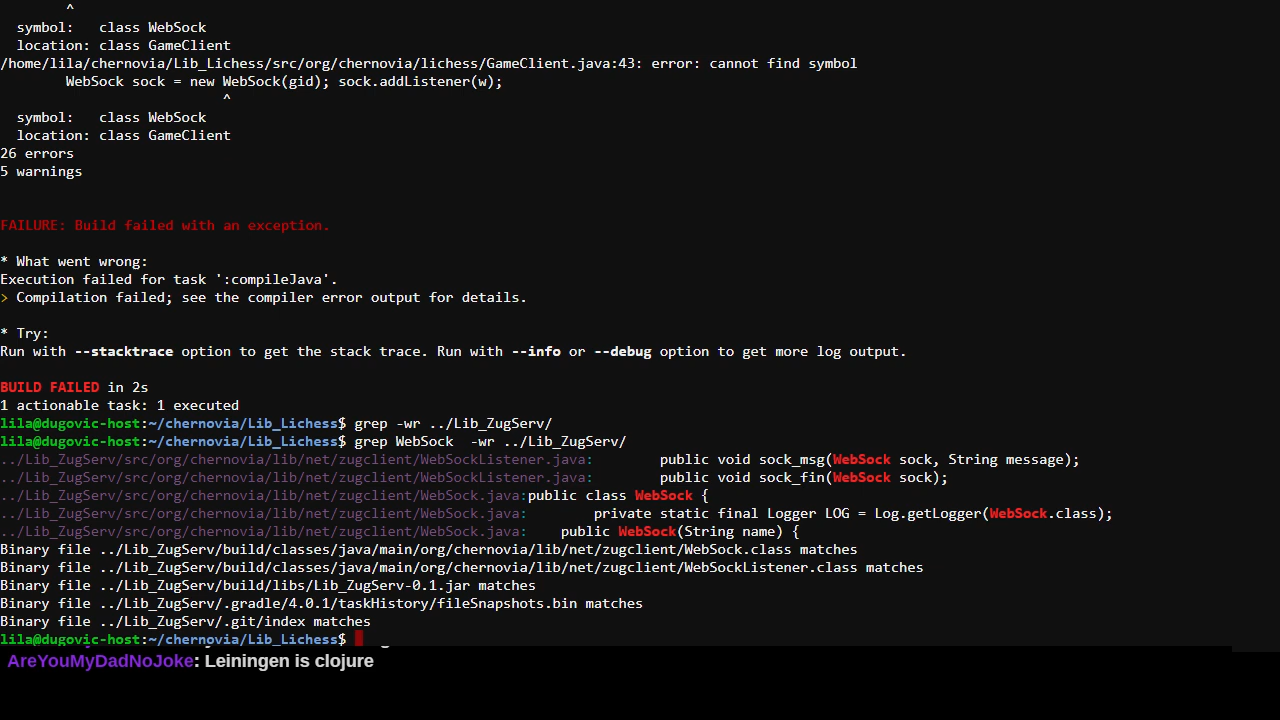 ^
symbol:   class WebSock
location: class GameClient
/home/lila/chernovia/Lib_Lichess/src/org/chernovia/lichess/GameClient.java:43: error: cannot find symbol
WebSock sock = new WebSock(gid); sock.addListener(w);
^
symbol:   class WebSock
location: class GameClient
26 errors
5 warnings
FAILURE: Build failed with an exception.
* What went wrong:
Execution failed for task ':compileJava'.
> Compilation failed; see the compiler error output for details.
* Try:
Run with --stacktrace option to get the stack trace. Run with --info or --debug option to get more log output.
BUILD FAILED in 2s
1 actionable task: 1 executed
lila@dugovic-host:~/chernovia/Lib_Lichess$ grep -wr ../Lib_ZugServ/
lila@dugovic-host:~/chernovia/Lib_Lichess$ grep WebSock  -wr ../Lib_ZugServ/
../Lib_ZugServ/src/org/chernovia/lib/net/zugclient/WebSockListener.java:        public void sock_msg(WebSock sock, String message);
../Lib_ZugServ/src/org/chernovia/lib/net/zugclient/WebSockListener.java:        public void sock_fin(WebSock sock);
../Lib_ZugServ/src/org/chernovia/lib/net/zugclient/WebSock.java:public class WebSock {
../Lib_ZugServ/src/org/chernovia/lib/net/zugclient/WebSock.java:        private static final Logger LOG = Log.getLogger(WebSock.class);
../Lib_ZugServ/src/org/chernovia/lib/net/zugclient/WebSock.java:    public WebSock(String name) {
Binary file ../Lib_ZugServ/build/classes/java/main/org/chernovia/lib/net/zugclient/WebSock.class matches
Binary file ../Lib_ZugServ/build/classes/java/main/org/chernovia/lib/net/zugclient/WebSockListener.class matches
Binary file ../Lib_ZugServ/build/libs/Lib_ZugServ-0.1.jar matches
Binary file ../Lib_ZugServ/.gradle/4.0.1/taskHistory/fileSnapshots.bin matches
Binary file ../Lib_ZugServ/.git/index matches
lila@dugovic-host:~/chernovia/Lib_Lichess$
AreYouMyDadNoJoke: Leiningen is clojure